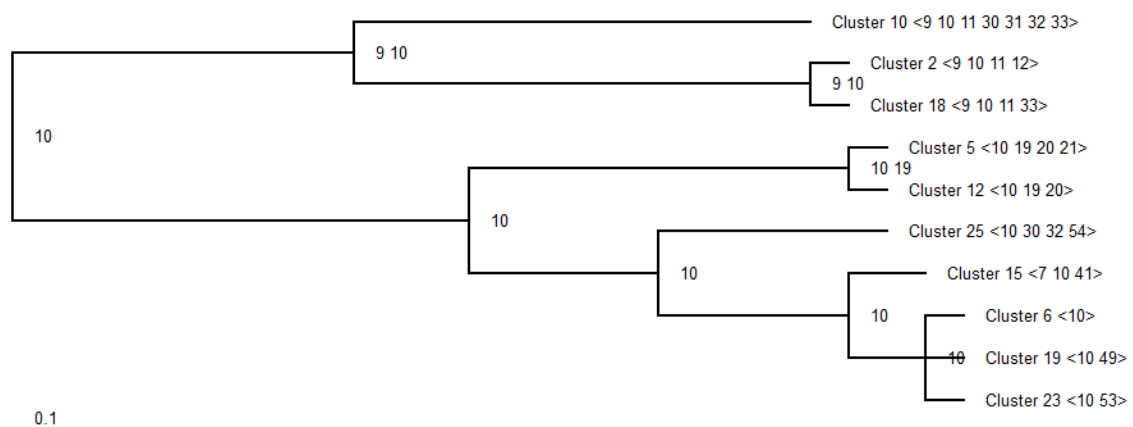 Cluster 10 <9 10 11 30 31 32 33>
9 10
Cluster 2 <9 10 11 12>
9 10
Cluster 18 <9 10 11 33>
10
Cluster 5 <10 19 20 21>
10 19
Cluster 12 <10 19 20>
10
Cluster 25 <10 30 32 54>
10
Cluster 15 <7 10 41>
10
Cluster 6 <10>
10
Cluster 19 <10 49>
Cluster 23 <10 53>
0.1